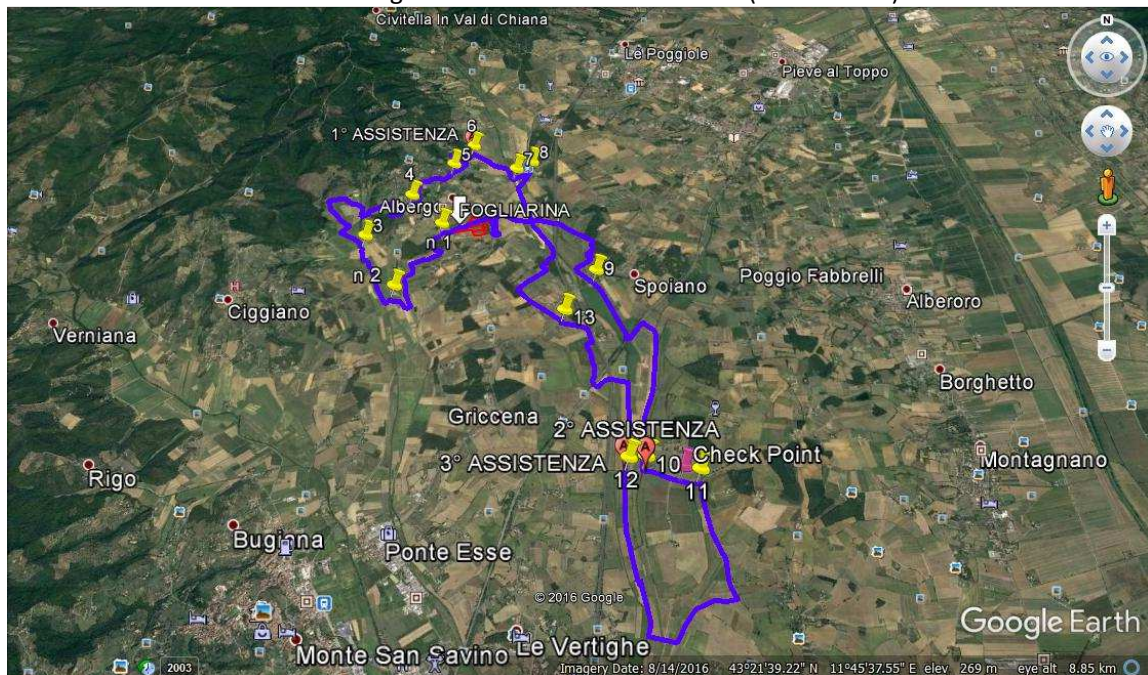 Civitella In Val di Chiana
Le Poggiole
Pieve al Toppo
N
6
1° ASSISTENZA
5
7
8
4
Albergo
FOGLIARINA
n 1
3
n 2
9
Spoiano
Poggio Fabbrelli
Alberoro
Ciggiano
Verniana
13
Borghetto
Griccena
2° ASSISTENZA
3° ASSISTENZA
10
Check Point
Montagnano
12
11
Rigo
Bugiana
Ponte Esse
© 2016 Google
Google Earth
Monte San Savino
Le Vertighe
2003
Imagery Date: 8/14/2016 43°21'39.22" N 11°45'37.55" E elev 269 m eye alt 8.85 km